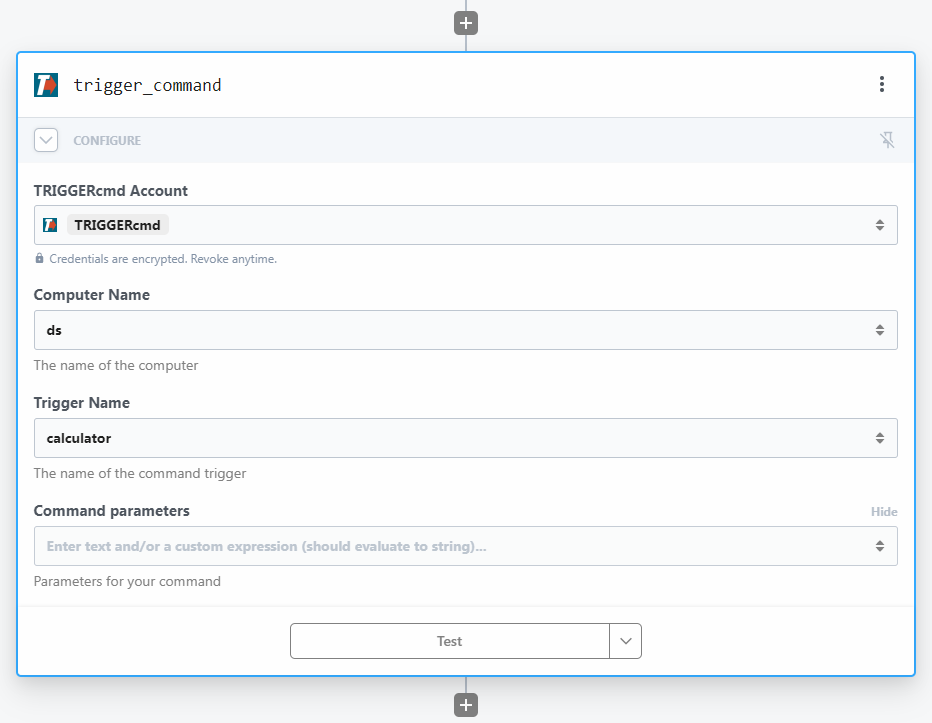 trigger_command
CONFIGURE
TRIGGERcmd Account
TRIGGERcmd
Credentials are encrypted. Revoke anytime.
Computer Name
ds
The name of the computer
Trigger Name
calculator
The name of the command trigger
Command parameters
Hide
Enter text and/or a custom expression (should evaluate to string)...
Parameters for your command
Test